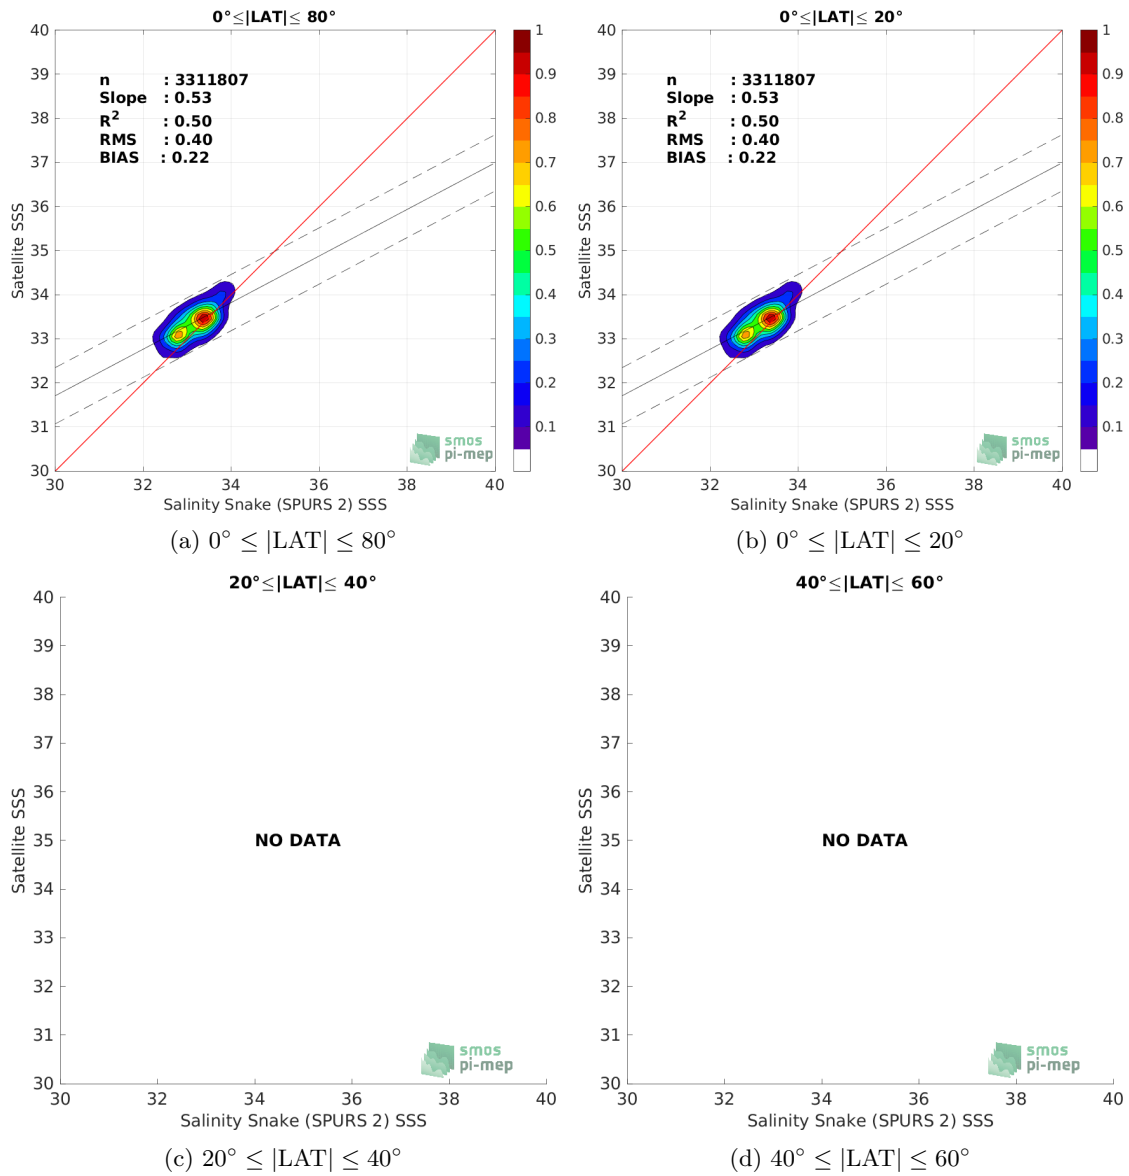 0°≤|LAT|≤ 80°
n : 3311807
Slope : 0.53
R2 : 0.50
RMS : 0.40
BIAS : 0.22
40
39
38
37
36
35
34
33
32
31
30
Satellite SSS
30 32 34 36 38 40
Salinity Snake (SPURS 2) SSS
1
0.9
0.8
0.7
0.6
0.5
0.4
0.3
0.2
0.1
smos
pi-mep
(a) 0° ≤ |LAT| ≤ 80°
0°≤|LAT|≤ 20°
n : 3311807
Slope : 0.53
R2 : 0.50
RMS : 0.40
BIAS : 0.22
40
39
38
37
36
35
34
33
32
31
30
Satellite SSS
30 32 34 36 38 40
Salinity Snake (SPURS 2) SSS
1
0.9
0.8
0.7
0.6
0.5
0.4
0.3
0.2
0.1
smos
pi-mep
(b) 0° ≤ |LAT| ≤ 20°
20°≤|LAT|≤ 40°
40
39
38
37
36
35
34
33
32
31
30
Satellite SSS
NO DATA
30 32 34 36 38 40
Salinity Snake (SPURS 2) SSS
smos
pi-mep
(c) 20° ≤ |LAT| ≤ 40°
40°≤|LAT|≤ 60°
40
39
38
37
36
35
34
33
32
31
30
Satellite SSS
NO DATA
30 32 34 36 38 40
Salinity Snake (SPURS 2) SSS
smos
pi-mep
(d) 40° ≤ |LAT| ≤ 60°